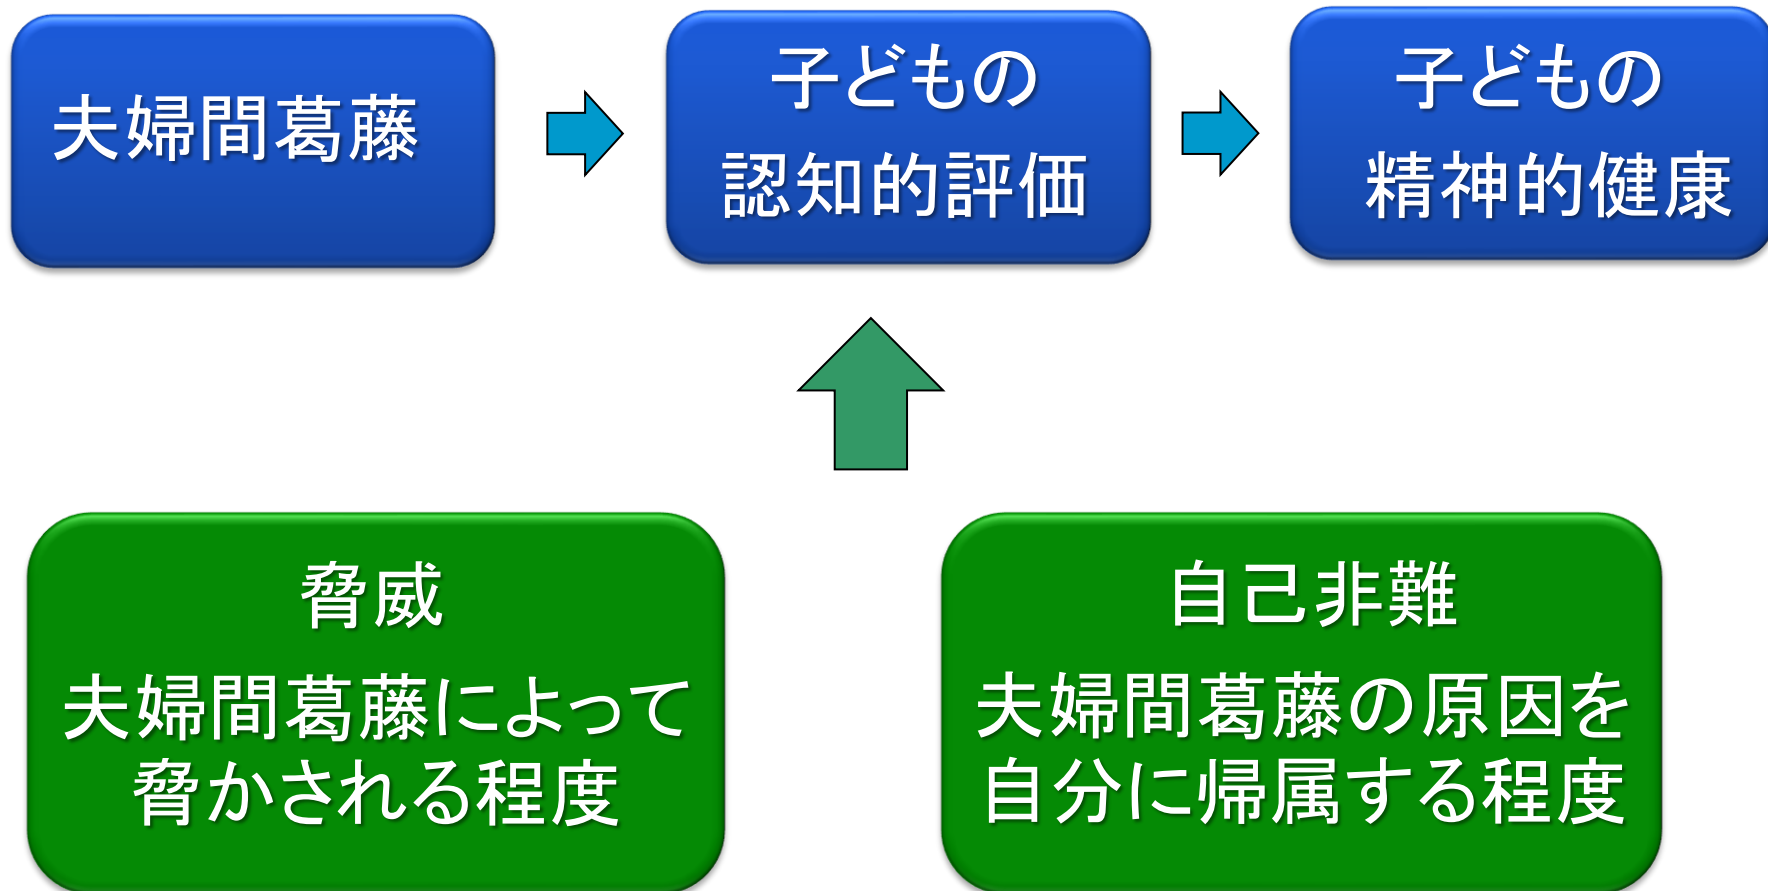 夫婦間葛藤
子どもの
認知的評価
子どもの
精神的健康
脅威
夫婦間葛藤によって
脅かされる程度
自己非難
夫婦間葛藤の原因を
自分に帰属する程度